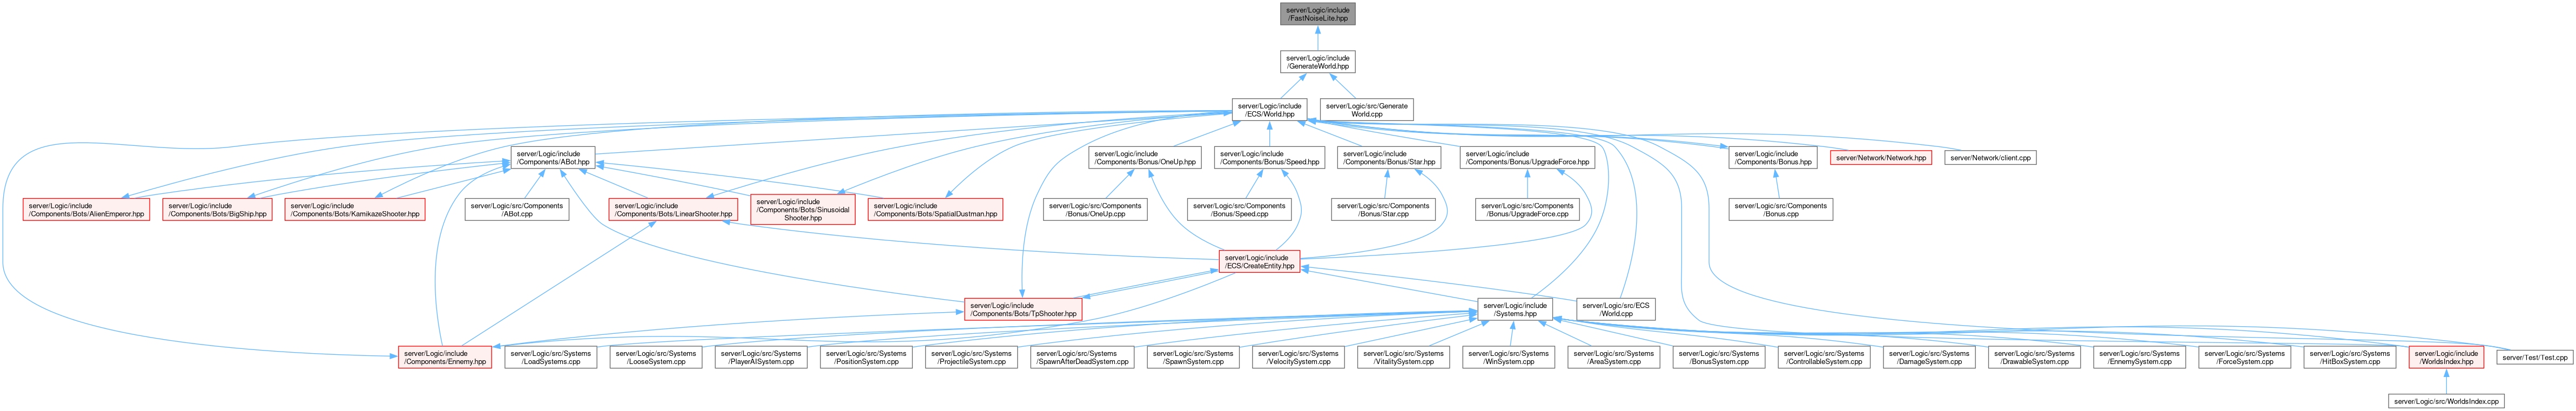 server/Logic/include
/FastNoiseLite.hpp
server/Logic/include
/GenerateWorld.hpp
server/Logic/include
/ECS/World.hpp
server/Logic/src/Generate
World.cpp
server/Logic/include
/Components/ABot.hpp
server/Logic/include
/Components/Bonus/OneUp.hpp
server/Logic/include
/Components/Bonus/Speed.hpp
server/Logic/include
/Components/Bonus/Star.hpp
server/Logic/include
/Components/Bonus/UpgradeForce.hpp
server/Logic/include
/Components/Bonus.hpp
server/Network/Network.hpp
server/Network/client.cpp
server/Logic/include
/Components/Bots/AlienEmperor.hpp
server/Logic/include
/Components/Bots/BigShip.hpp
server/Logic/include
/Components/Bots/KamikazeShooter.hpp
server/Logic/src/Components
/ABot.cpp
server/Logic/include
/Components/Bots/LinearShooter.hpp
server/Logic/include
/Components/Bots/Sinusoidal
Shooter.hpp
server/Logic/include
/Components/Bots/SpatialDustman.hpp
server/Logic/src/Components
/Bonus/OneUp.cpp
server/Logic/src/Components
/Bonus/Speed.cpp
server/Logic/src/Components
/Bonus/Star.cpp
server/Logic/src/Components
/Bonus/UpgradeForce.cpp
server/Logic/src/Components
/Bonus.cpp
server/Logic/include
/ECS/CreateEntity.hpp
server/Logic/include
/Components/Bots/TpShooter.hpp
server/Logic/include
/Systems.hpp
server/Logic/src/ECS
/World.cpp
server/Logic/include
/Components/Ennemy.hpp
server/Logic/src/Systems
/LoadSystems.cpp
server/Logic/src/Systems
/LooseSystem.cpp
server/Logic/src/Systems
/PlayerAISystem.cpp
server/Logic/src/Systems
/PositionSystem.cpp
server/Logic/src/Systems
/ProjectileSystem.cpp
server/Logic/src/Systems
/SpawnAfterDeadSystem.cpp
server/Logic/src/Systems
/SpawnSystem.cpp
server/Logic/src/Systems
/VelocitySystem.cpp
server/Logic/src/Systems
/VitalitySystem.cpp
server/Logic/src/Systems
/WinSystem.cpp
server/Logic/src/Systems
/AreaSystem.cpp
server/Logic/src/Systems
/BonusSystem.cpp
server/Logic/src/Systems
/ControllableSystem.cpp
server/Logic/src/Systems
/DamageSystem.cpp
server/Logic/src/Systems
/DrawableSystem.cpp
server/Logic/src/Systems
/EnnemySystem.cpp
server/Logic/src/Systems
/ForceSystem.cpp
server/Logic/src/Systems
/HitBoxSystem.cpp
server/Logic/include
/WorldsIndex.hpp
server/Test/Test.cpp
server/Logic/src/WorldsIndex.cpp